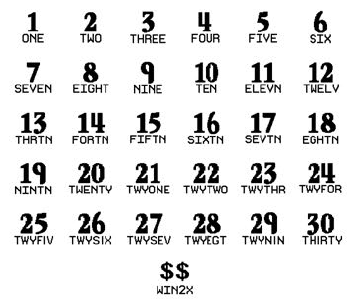 1 2 3 4 5 6
ONE TWO THREE FOUR FIVE SIX
7 8 9 10 11 12
SEVEN EIGHT NINE TEN ELEVN TWELV
13 14 15 16 17 18
THRTN FORTN FIFTN SIXTN SEVTN EGHTN
19 20 21 22 23 24
NINTN TWENTY TWYONE TWYTWO TWYTHR TWYFOR
25 26 27 28 29 30
TWYFIV TWYSIX TWYSEV TWYEGT TWYNIN THIRTY
$$
WIN2X